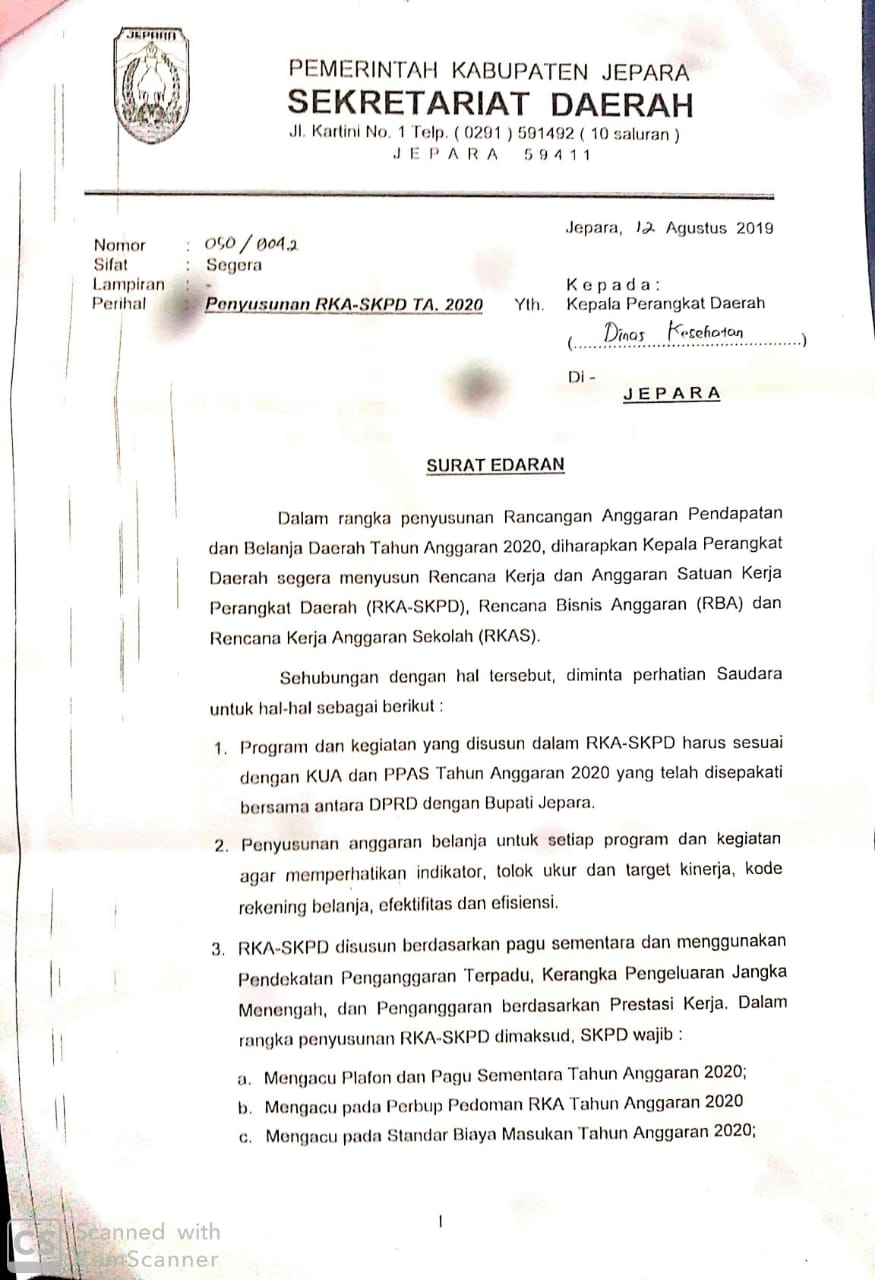 JEPARA
PEMERINTAH KABUPATEN JEPARA
SEKRETARIAT DAERAH
Jl. Kartini No. 1 Telp. ( 0291 ) 591492 ( 10 saluran )
J E P A R A 5 9 4 1 1
Jepara, 12 Agustus 2019
Nomor : 050 / 0042
Sifat : Segera
Lampiran : -
Perihal : Penyusunan RKA-SKPD TA. 2020
K e p a d a :
Yth. Kepala Perangkat Daerah
(...Dinas Kesehatan...)
Di -
J E P A R A
SURAT EDARAN
Dalam rangka penyusunan Rancangan Anggaran Pendapatan
dan Belanja Daerah Tahun Anggaran 2020, diharapkan Kepala Perangkat
Daerah segera menyusun Rencana Kerja dan Anggaran Satuan Kerja
Perangkat Daerah (RKA-SKPD), Rencana Bisnis Anggaran (RBA) dan
Rencana Kerja Anggaran Sekolah (RKAS).
Sehubungan dengan hal tersebut, diminta perhatian Saudara
untuk hal-hal sebagai berikut :
1. Program dan kegiatan yang disusun dalam RKA-SKPD harus sesuai
dengan KUA dan PPAS Tahun Anggaran 2020 yang telah disepakati
bersama antara DPRD dengan Bupati Jepara.
2. Penyusunan anggaran belanja untuk setiap program dan kegiatan
agar memperhatikan indikator, tolok ukur dan target kinerja, kode
rekening belanja, efektifitas dan efisiensi.
3. RKA-SKPD disusun berdasarkan pagu sementara dan menggunakan
Pendekatan Penganggaran Terpadu, Kerangka Pengeluaran Jangka
Menengah, dan Penganggaran berdasarkan Prestasi Kerja. Dalam
rangka penyusunan RKA-SKPD dimaksud, SKPD wajib :
a. Mengacu Plafon dan Pagu Sementara Tahun Anggaran 2020;
b. Mengacu pada Perbup Pedoman RKA Tahun Anggaran 2020
c. Mengacu pada Standar Biaya Masukan Tahun Anggaran 2020;
1
CS Scanned with
CamScanner